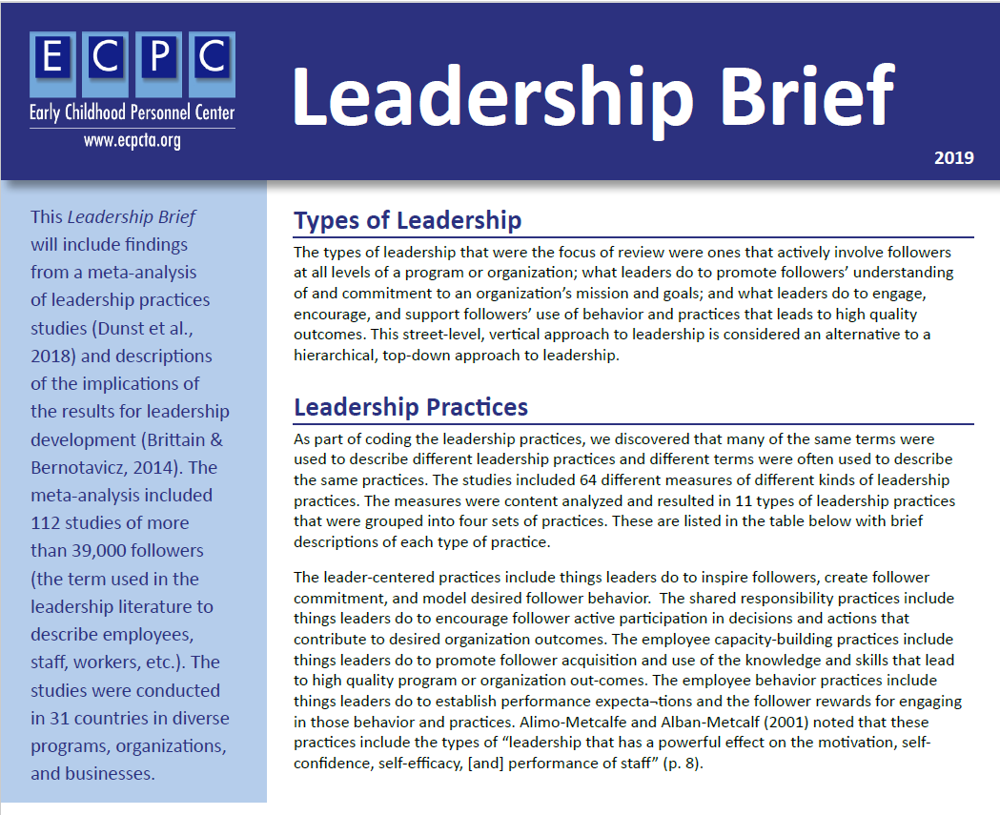 E C P C
Early Childhood Personnel Center
www.ecpcta.org
Leadership Brief
2019
This Leadership Brief
will include findings
from a meta-analysis
of leadership practices
studies (Dunst et al.,
2018) and descriptions
of the implications of
the results for leadership
development (Brittain &
Bernotavicz, 2014). The
meta-analysis included
112 studies of more
than 39,000 followers
(the term used in the
leadership literature to
describe employees,
staff, workers, etc.). The
studies were conducted
in 31 countries in diverse
programs, organizations,
and businesses.
Types of Leadership
The types of leadership that were the focus of review were ones that actively involve followers
at all levels of a program or organization; what leaders do to promote followers’ understanding
of and commitment to an organization’s mission and goals; and what leaders do to engage,
encourage, and support followers’ use of behavior and practices that leads to high quality
outcomes. This street-level, vertical approach to leadership is considered an alternative to a
hierarchical, top-down approach to leadership.
Leadership Practices
As part of coding the leadership practices, we discovered that many of the same terms were
used to describe different leadership practices and different terms were often used to describe
the same practices. The studies included 64 different measures of different kinds of leadership
practices. The measures were content analyzed and resulted in 11 types of leadership practices
that were grouped into four sets of practices. These are listed in the table below with brief
descriptions of each type of practice.
The leader-centered practices include things leaders do to inspire followers, create follower
commitment, and model desired follower behavior.  The shared responsibility practices include
things leaders do to encourage follower active participation in decisions and actions that
contribute to desired organization outcomes. The employee capacity-building practices include
things leaders do to promote follower acquisition and use of the knowledge and skills that lead
to high quality program or organization out-comes. The employee behavior practices include
things leaders do to establish performance expecta¬tions and the follower rewards for engaging
in those behavior and practices. Alimo-Metcalfe and Alban-Metcalf (2001) noted that these
practices include the types of “leadership that has a powerful effect on the motivation, self-
confidence, self-efficacy, [and] performance of staff” (p. 8).